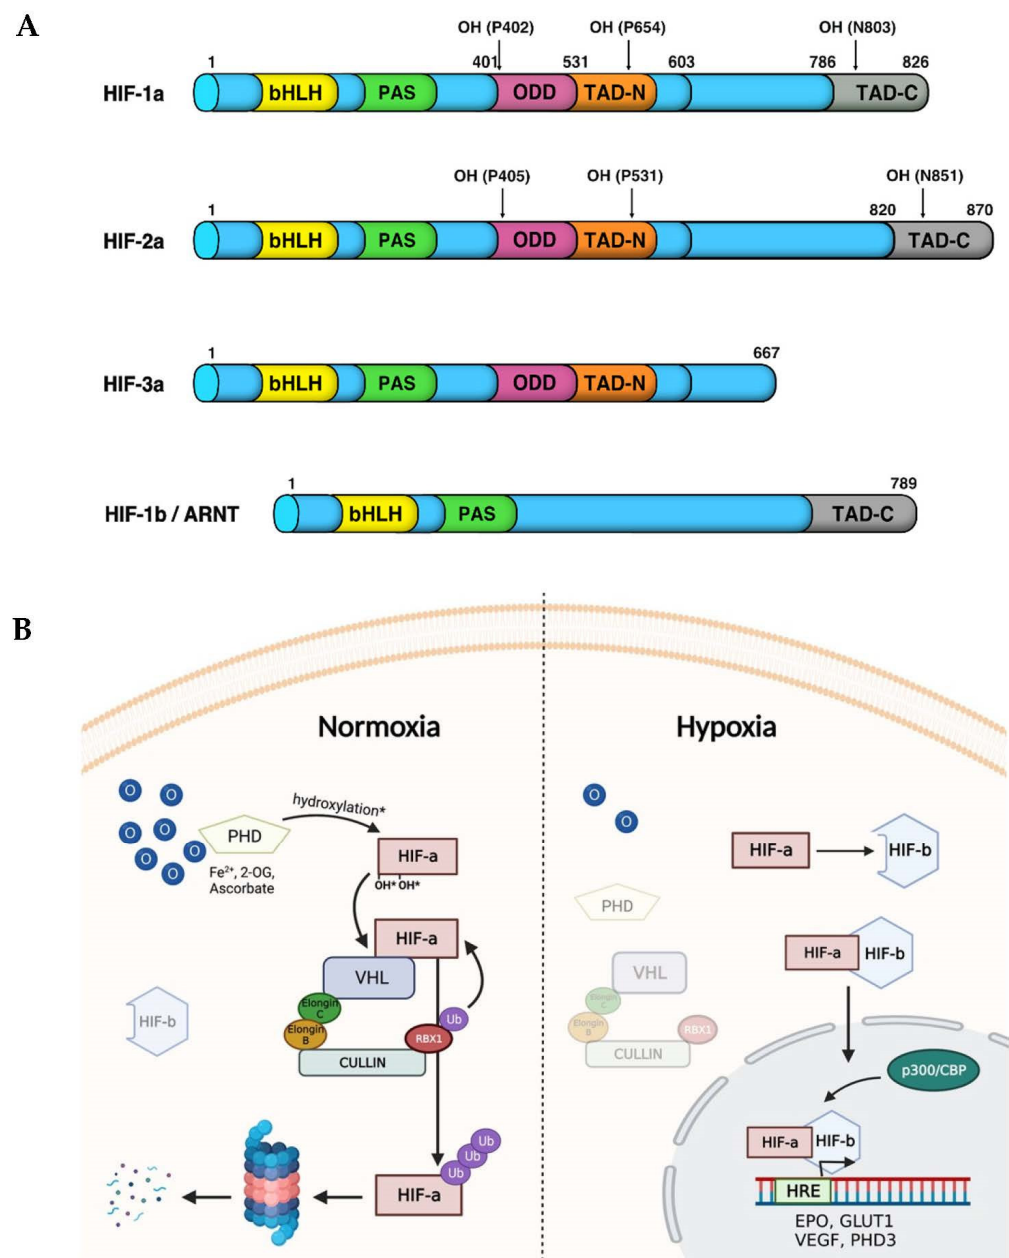 A
OH (P402) OH (P654) OH (N803)
1 401 531 603 786 826
HIF-1a bHLH PAS ODD TAD-N TAD-C
OH (P405) OH (P531) OH (N851)
1 820 870
HIF-2a bHLH PAS ODD TAD-N TAD-C
1 667
HIF-3a bHLH PAS ODD TAD-N
1 789
HIF-1b / ARNT bHLH PAS TAD-C
B
Normoxia
O O O O O O O
PHD
Fe²⁺, 2-OG,
Ascorbate
hydroxylation*
HIF-a
OH* OH*
HIF-a
VHL
Elongin
C
Elongin
B
Ub
RBX1
CULLIN
HIF-b
Ub
Ub
Ub
HIF-a
Hypoxia
O
O
HIF-a HIF-b
PHD
HIF-a HIF-b
VHL
Elongin
C
Elongin
B
RBX1
CULLIN
p300/CBP
HIF-a HIF-b
HRE
EPO, GLUT1
VEGF, PHD3